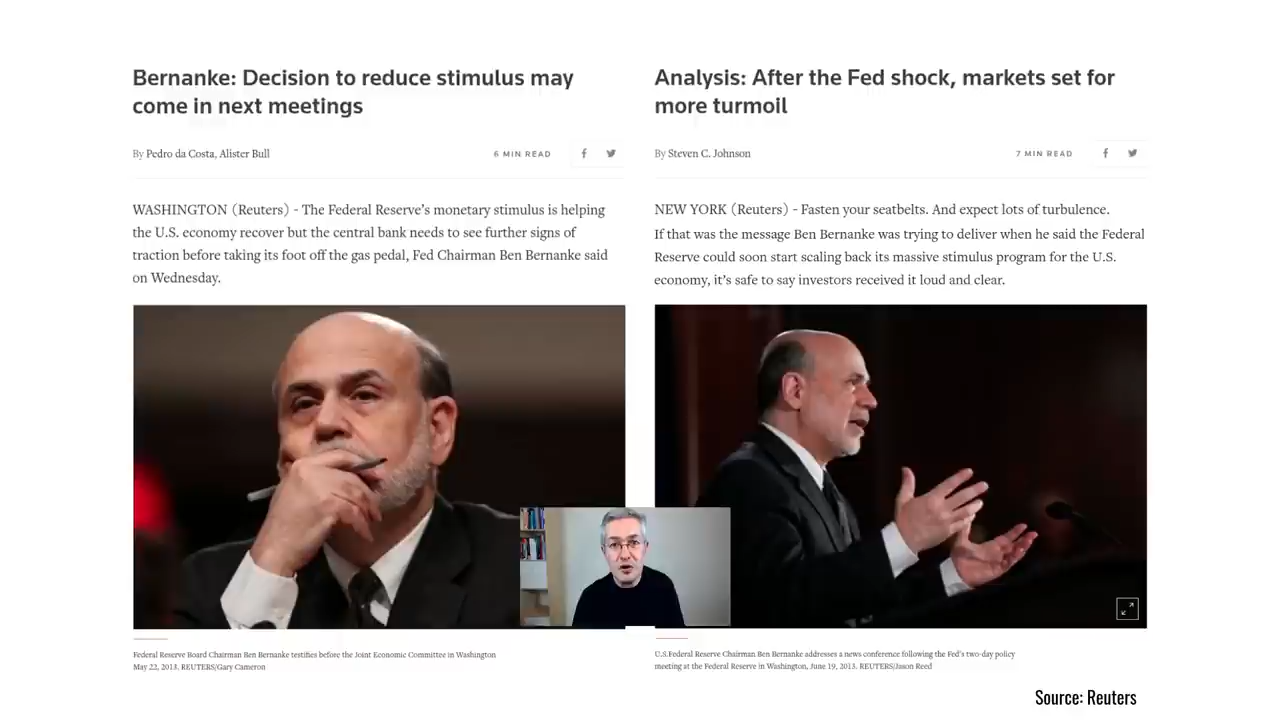 Bernanke: Decision to reduce stimulus may
come in next meetings
By Pedro da Costa, Alister Bull
6 MIN READ
WASHINGTON (Reuters) - The Federal Reserve’s monetary stimulus is helping
the U.S. economy recover but the central bank needs to see further signs of
traction before taking its foot off the gas pedal, Fed Chairman Ben Bernanke said
on Wednesday.
Federal Reserve Board Chairman Ben Bernanke testifies before the Joint Economic Committee in Washington
May 22, 2013. REUTERS/Gary Cameron
Analysis: After the Fed shock, markets set for
more turmoil
By Steven C. Johnson
7 MIN READ
NEW YORK (Reuters) - Fasten your seatbelts. And expect lots of turbulence.
If that was the message Ben Bernanke was trying to deliver when he said the Federal
Reserve could soon start scaling back its massive stimulus program for the U.S.
economy, it’s safe to say investors received it loud and clear.
U.S.Federal Reserve Chairman Ben Bernanke addresses a news conference following the Fed's two-day policy
meeting at the Federal Reserve in Washington, June 19, 2013. REUTERS/Jason Reed
Source: Reuters